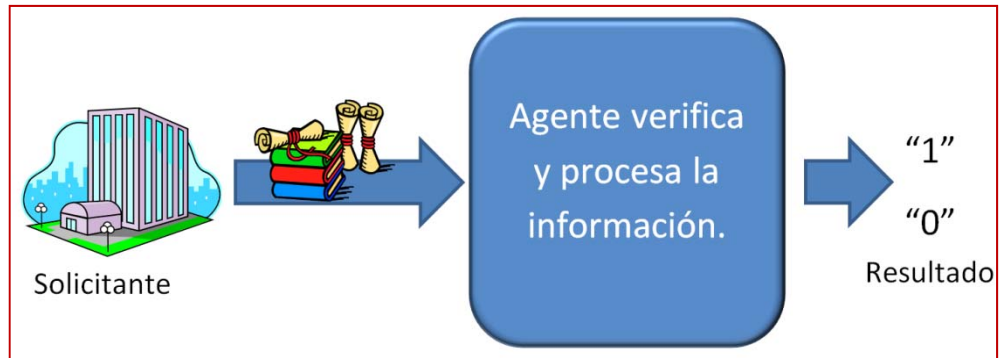 Solicitante
Agente verifica
y procesa la
información.
“1”
“0”
Resultado